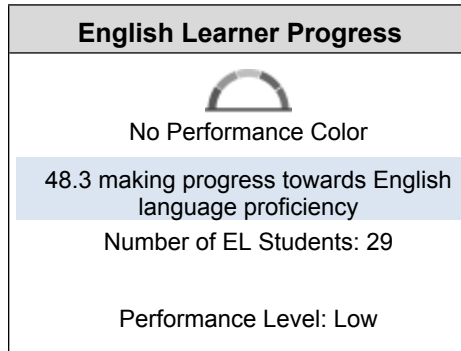 English Learner Progress
No Performance Color
48.3 making progress towards English
language proficiency
Number of EL Students: 29
Performance Level: Low